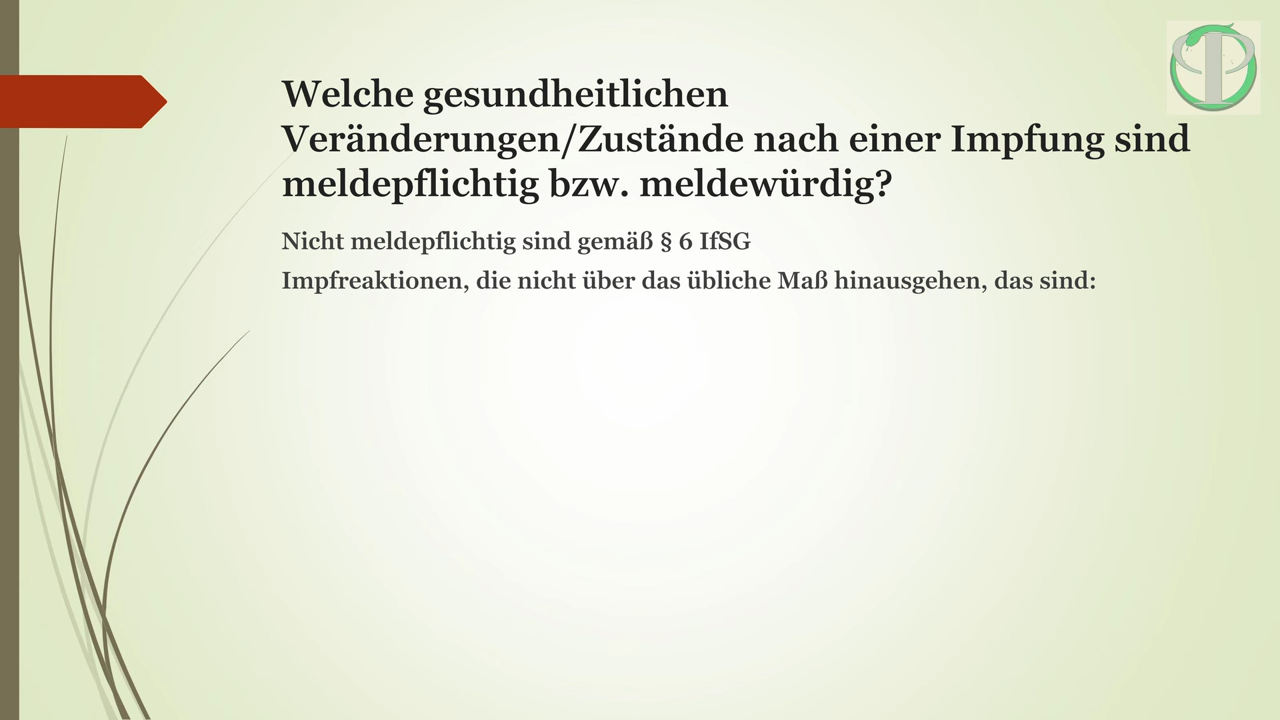 Welche gesundheitlichen
Veränderungen/Zustände nach einer Impfung sind
meldepflichtig bzw. meldewürdig?
Nicht meldepflichtig sind gemäß § 6 IfSG
Impfreaktionen, die nicht über das übliche Maß hinausgehen, das sind: